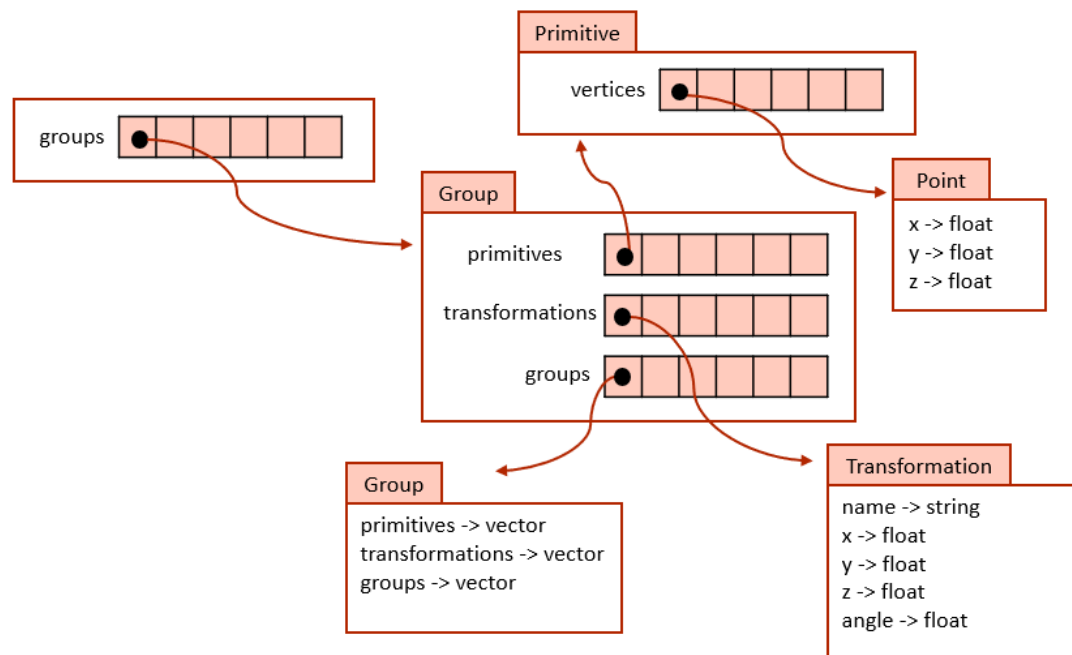 Primitive
vertices
groups
Point
x -> float
y -> float
z -> float
Group
primitives
transformations
groups
Group
primitives -> vector
transformations -> vector
groups -> vector
Transformation
name -> string
x -> float
y -> float
z -> float
angle -> float